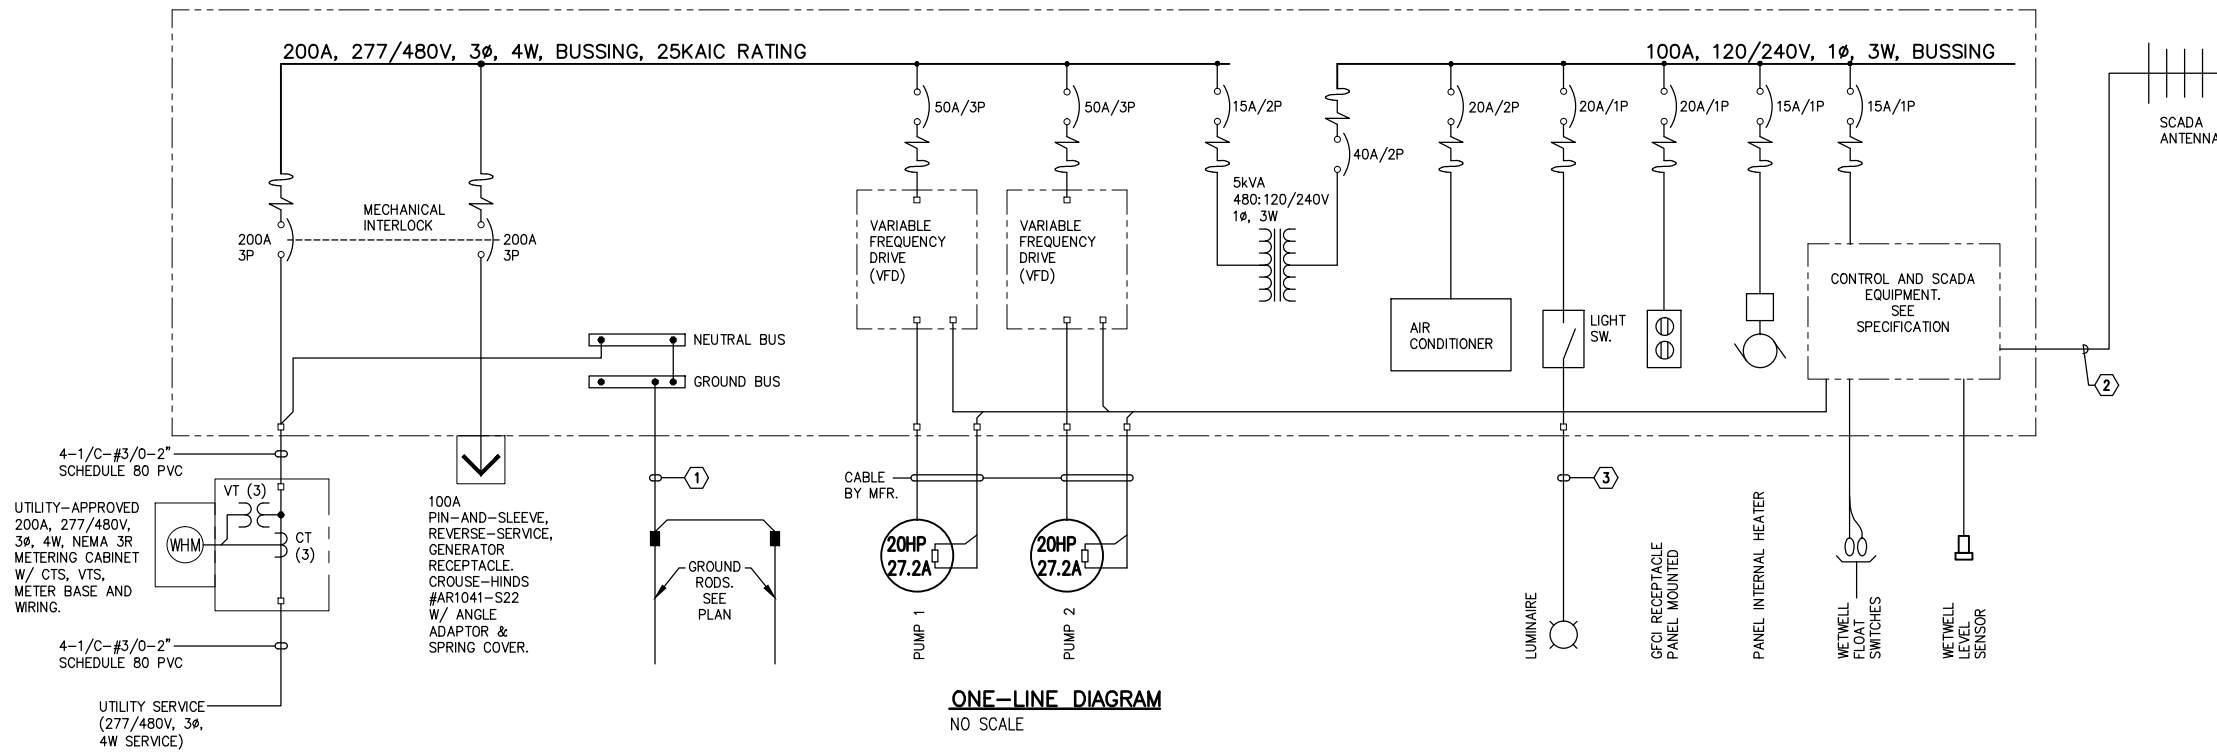 200A, 277/480V, 3ø, 4W, BUSSING, 25KAIC RATING
100A, 120/240V, 1ø, 3W, BUSSING
50A/3P
50A/3P
15A/2P
40A/2P
20A/2P
20A/1P
20A/1P
15A/1P
15A/1P
SCADA
ANTENNA
MECHANICAL
INTERLOCK
200A
3P
200A
3P
VARIABLE
FREQUENCY
DRIVE
(VFD)
VARIABLE
FREQUENCY
DRIVE
(VFD)
5kVA
480:120/240V
1ø, 3W
AIR
CONDITIONER
LIGHT
SW.
CONTROL AND SCADA
EQUIPMENT.
SEE
SPECIFICATION
NEUTRAL BUS
GROUND BUS
2
4-1/C-#3/0-2"
SCHEDULE 80 PVC
UTILITY-APPROVED
200A, 277/480V,
3ø, 4W, NEMA 3R
METERING CABINET
W/ CTS, VTS,
METER BASE AND
WIRING.
VT (3)
WHM
CT
(3)
4-1/C-#3/0-2"
SCHEDULE 80 PVC
UTILITY SERVICE
(277/480V, 3ø,
4W SERVICE)
100A
PIN-AND-SLEEVE,
REVERSE-SERVICE,
GENERATOR
RECEPTACLE.
CROUSE-HINDS
#AR1041-S22
W/ ANGLE
ADAPTOR &
SPRING COVER.
1
GROUND
RODS.
SEE
PLAN
CABLE
BY MFR.
20HP
27.2A
PUMP 1
20HP
27.2A
PUMP 2
3
LUMINAIRE
GFCI RECEPTACLE
PANEL MOUNTED
PANEL INTERNAL HEATER
WETWELL
FLOAT
SWITCHES
WETWELL
LEVEL
SENSOR
ONE-LINE DIAGRAM
NO SCALE